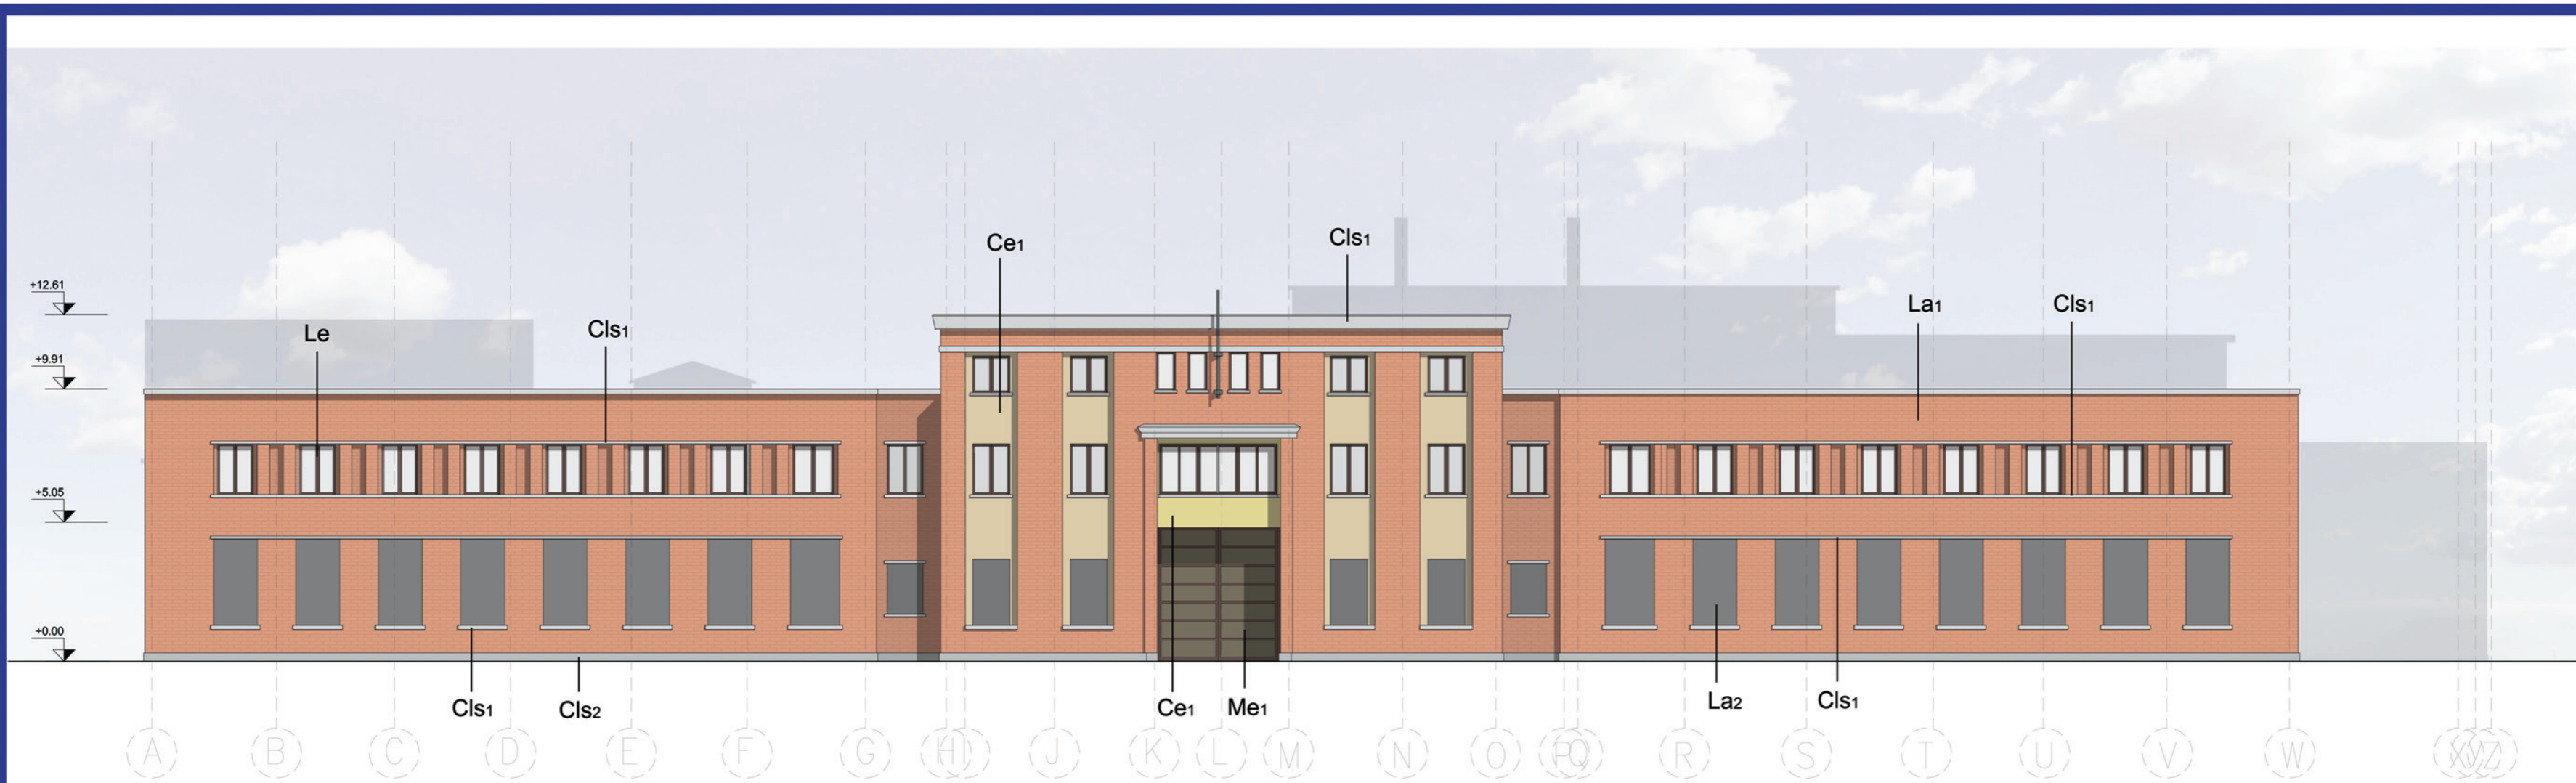 Ce1
Cls1
+12.61
Le
Cls1
La1
Cls1
+9.91
+5.05
+0.00
Cls1
Cls2
Ce1
Me1
La2
Cls1
A B C D E F G H I J K L M N O P Q R S T U V W X Y Z